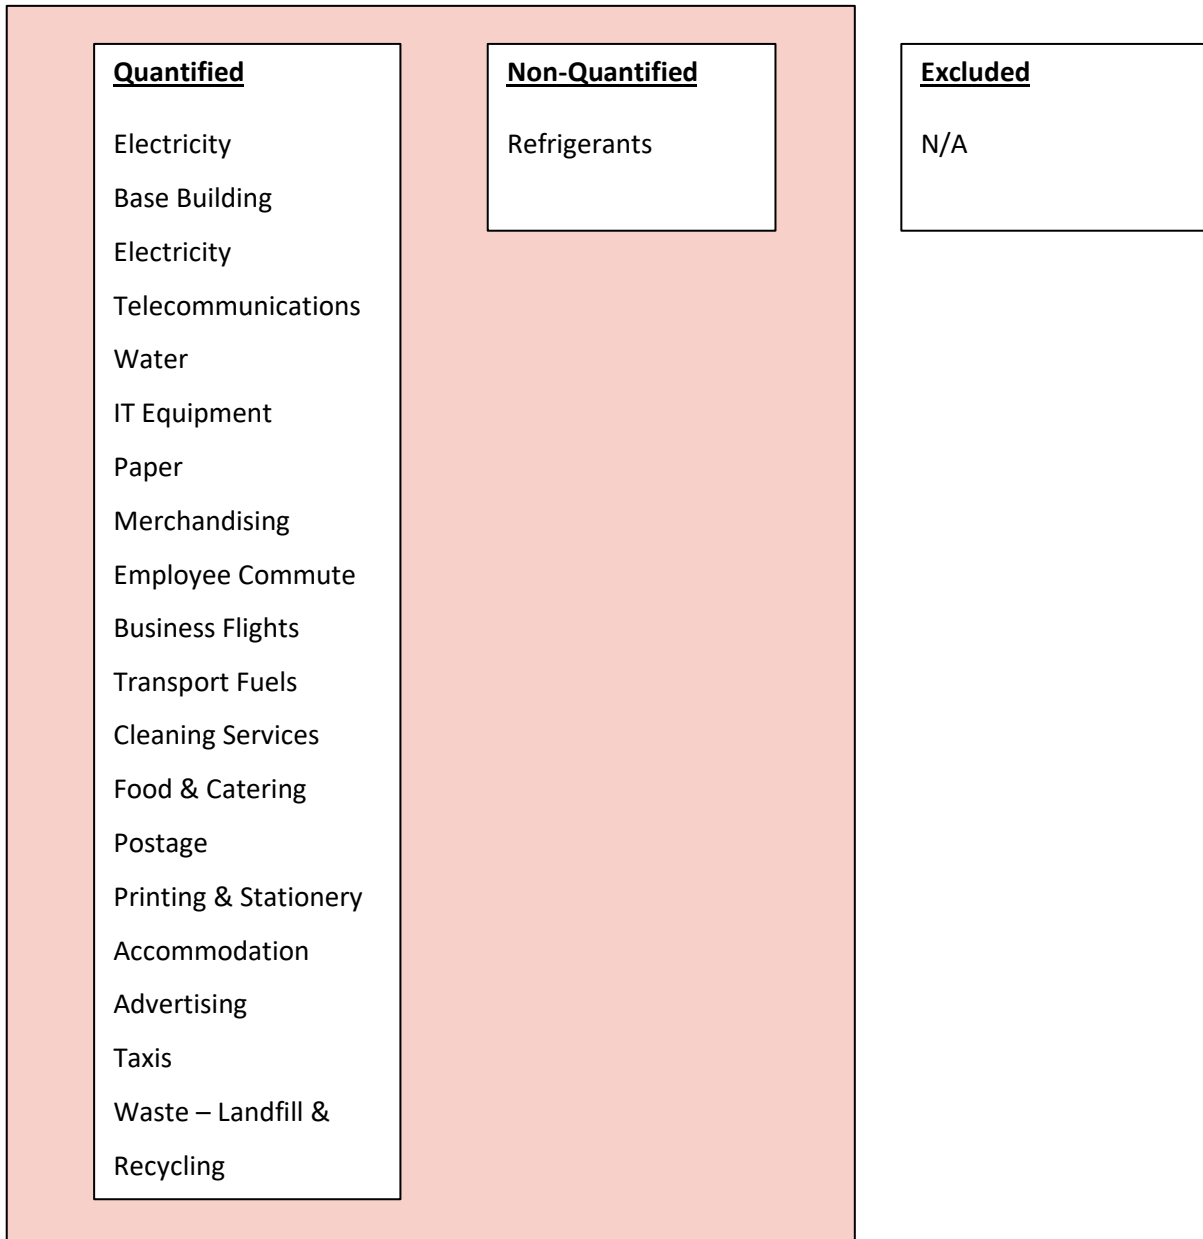 Quantified
Electricity
Base Building
Electricity
Telecommunications
Water
IT Equipment
Paper
Merchandising
Employee Commute
Business Flights
Transport Fuels
Cleaning Services
Food & Catering
Postage
Printing & Stationery
Accommodation
Advertising
Taxis
Waste – Landfill &
Recycling
Non-Quantified
Refrigerants
Excluded
N/A